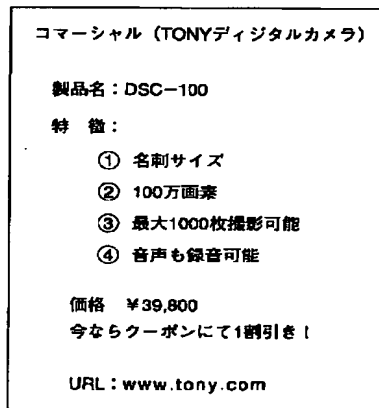 コマーシャル（TONYディジタルカメラ）
製品名：DSC−100
特　徴：
① 名刺サイズ
② 100万画素
③ 最大1000枚撮影可能
④ 音声も録音可能
価格　¥39,800
今ならクーポンにて1割引き！
URL：www.tony.com